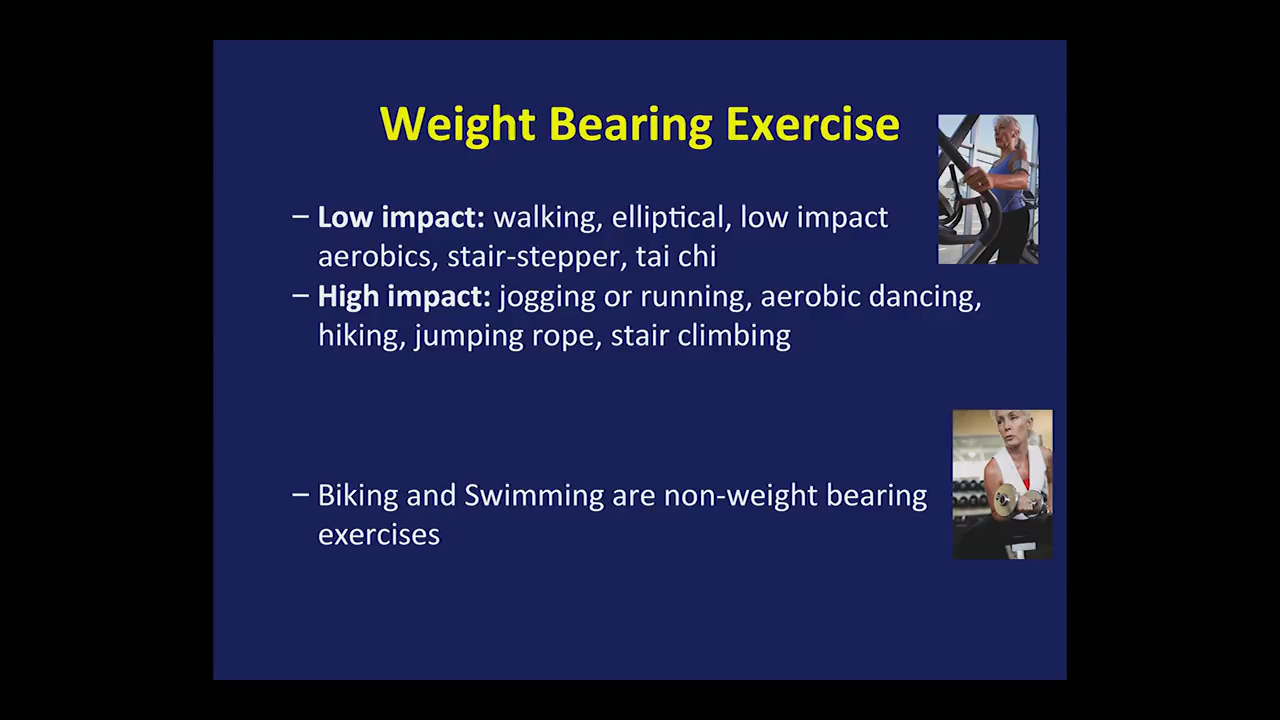 Weight Bearing Exercise
– Low impact: walking, elliptical, low impact
aerobics, stair-stepper, tai chi
– High impact: jogging or running, aerobic dancing,
hiking, jumping rope, stair climbing
– Biking and Swimming are non-weight bearing
exercises